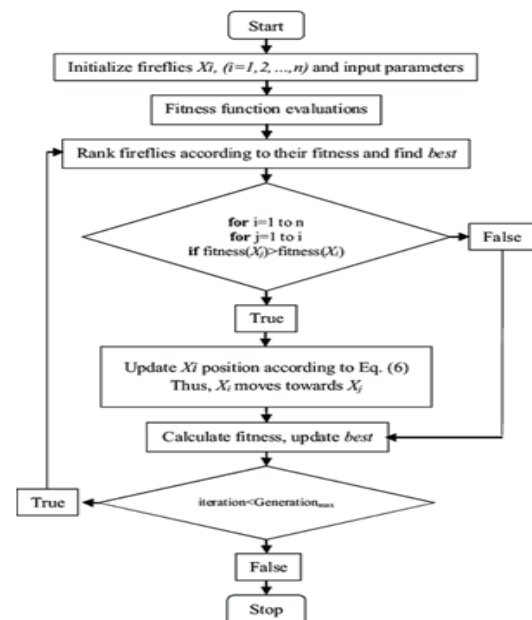 Start
Initialize fireflies Xi, (i=1,2,...,n) and input parameters
Fitness function evaluations
Rank fireflies according to their fitness and find best
for i=1 to n
for j=1 to i
if fitness(Xj)>fitness(Xi)
False
True
Update Xi position according to Eq. (6)
Thus, Xi moves towards Xj
Calculate fitness, update best
True
iteration<Generationmax
False
Stop